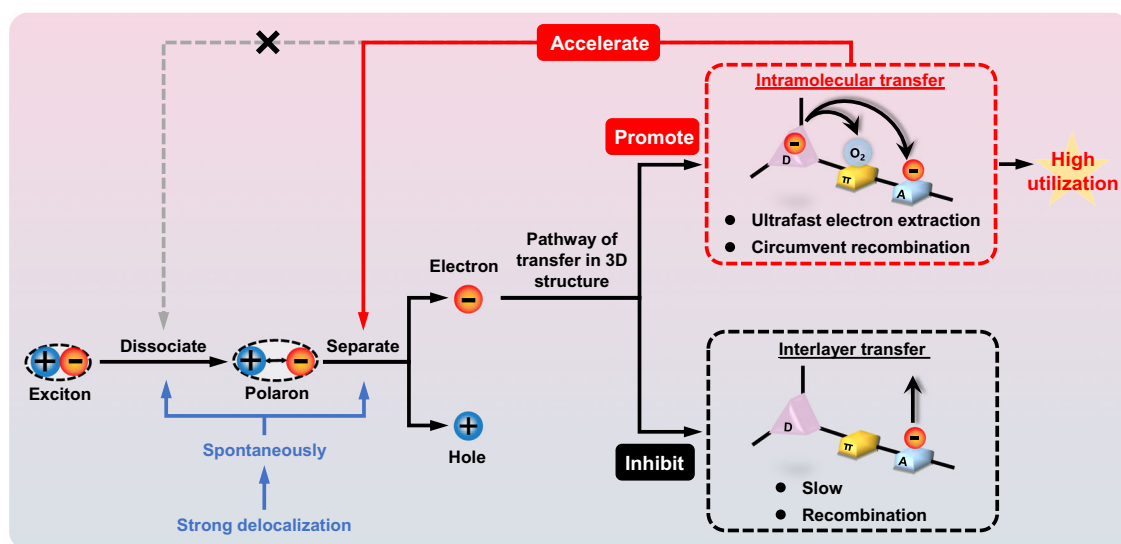 Accelerate
Intramolecular transfer
Promote
D
O2
π
A
High
utilization
Ultrafast electron extraction
Circumvent recombination
Pathway of
transfer in 3D
structure
Electron
Dissociate
Separate
Exciton
Polaron
Hole
Spontaneously
Strong delocalization
Interlayer transfer
D
π
A
Inhibit
Slow
Recombination